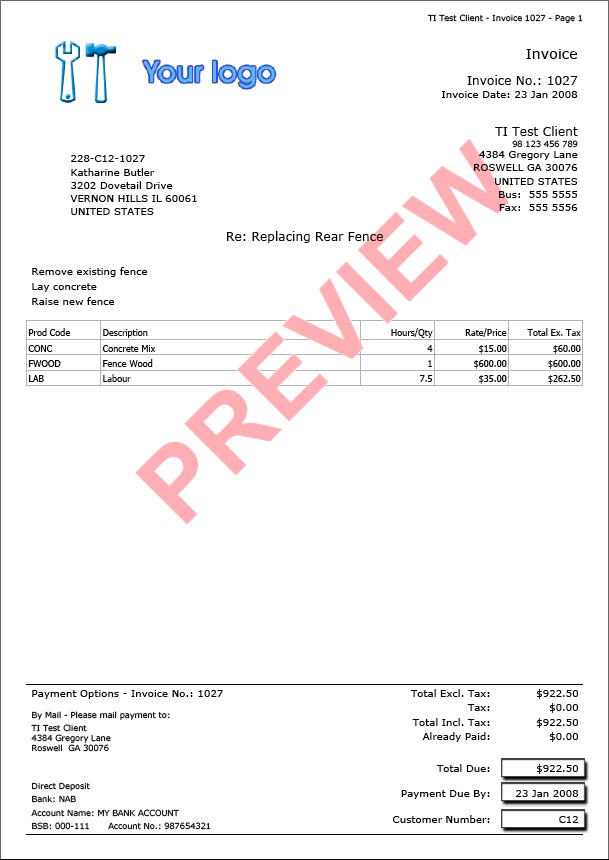 TI Test Client - Invoice 1027 - Page 1
Your logo
Invoice
Invoice No.: 1027
Invoice Date: 23 Jan 2008
TI Test Client
98 123 456 789
4384 Gregory Lane
ROSWELL GA 30076
UNITED STATES
Bus: 555 5555
Fax: 555 5556
228-C12-1027
Katharine Butler
3202 Dovetail Drive
VERNON HILLS IL 60061
UNITED STATES
Re: Replacing Rear Fence
Remove existing fence
Lay concrete
Raise new fence
Prod Code Description Hours/Qty Rate/Price Total Ex. Tax
CONC Concrete Mix 4 $15.00 $60.00
FWOOD Fence Wood 1 $600.00 $600.00
LAB Labour 7.5 $35.00 $262.50
PREVIEW
Payment Options - Invoice No.: 1027
By Mail - Please mail payment to:
TI Test Client
4384 Gregory Lane
Roswell GA 30076
Direct Deposit
Bank: NAB
Account Name: MY BANK ACCOUNT
BSB: 000-111 Account No.: 987654321
Total Excl. Tax: $922.50
Tax: $0.00
Total Incl. Tax: $922.50
Already Paid: $0.00
Total Due: $922.50
Payment Due By: 23 Jan 2008
Customer Number: C12